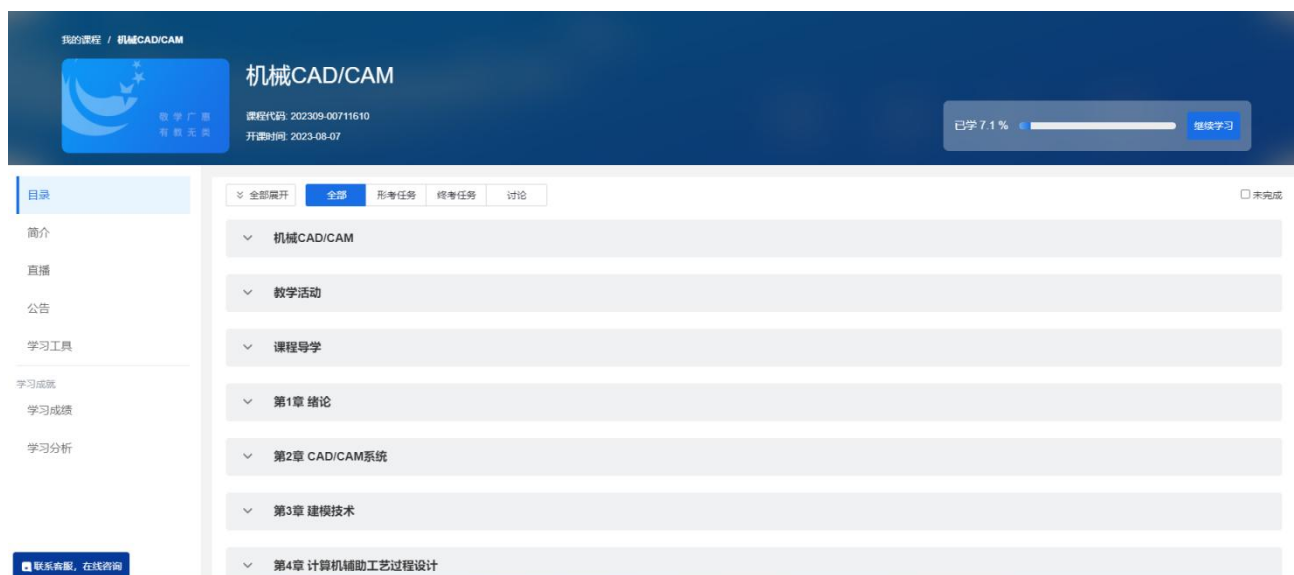 我的课程 / 机械CAD/CAM
机械CAD/CAM
敬学广惠
有教无类
课程代码: 202309-00711610
开课时间: 2023-08-07
已学 7.1 %
继续学习
目录
简介
直播
公告
学习工具
学习成就
学习成绩
学习分析
联系客服，在线咨询
全部展开 全部 形考任务 终考任务 讨论 未完成
机械CAD/CAM
教学活动
课程导学
第1章 绪论
第2章 CAD/CAM系统
第3章 建模技术
第4章 计算机辅助工艺过程设计